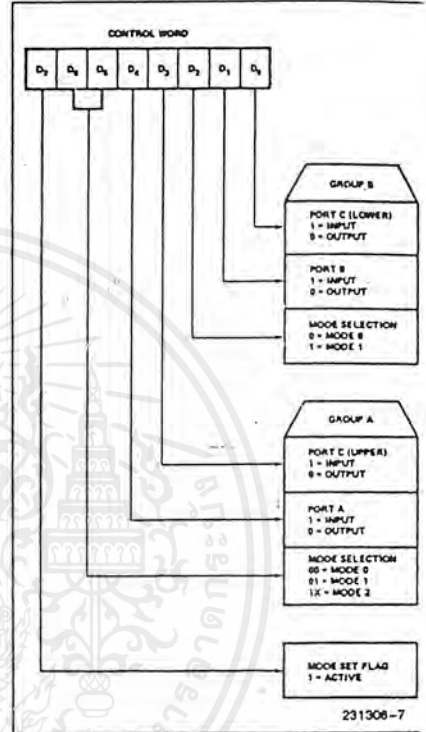 CONTROL WORD
D7 D6 D5 D4 D3 D2 D1 D0
GROUP B
PORT C (LOWER)
1 = INPUT
0 = OUTPUT
PORT B
1 = INPUT
0 = OUTPUT
MODE SELECTION
0 = MODE 0
1 = MODE 1
GROUP A
PORT C (UPPER)
1 = INPUT
0 = OUTPUT
PORT A
1 = INPUT
0 = OUTPUT
MODE SELECTION
00 = MODE 0
01 = MODE 1
1X = MODE 2
MODE SET FLAG
1 = ACTIVE
231306-7